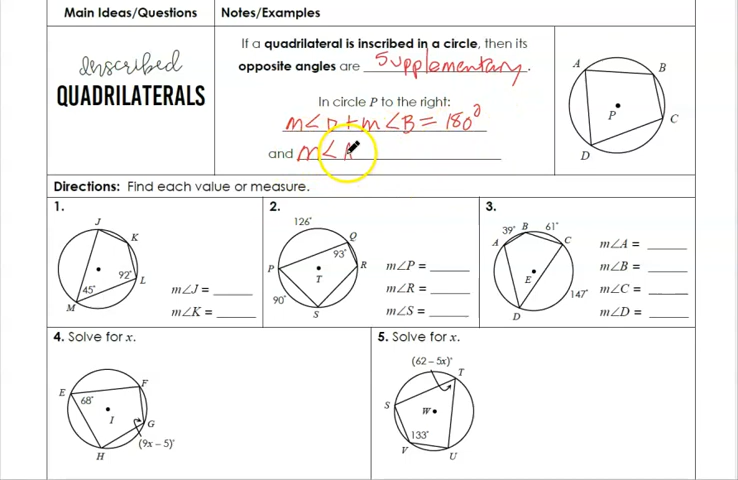 Main Ideas/Questions
Notes/Examples
inscribed
QUADRILATERALS
If a quadrilateral is inscribed in a circle, then its
opposite angles are Supplementary.
In circle P to the right:
m∠D + m∠B = 180°
and m∠A
A
B
P
C
D
Directions: Find each value or measure.
1.
J
K
92°
L
45°
M
m∠J =
m∠K =
2.
126°
Q
93°
P
T
R
90°
S
m∠P =
m∠R =
m∠S =
3.
39°
B
61°
A
C
E
147°
D
m∠A =
m∠B =
m∠C =
m∠D =
4. Solve for x.
E
F
68°
I
G
(9x – 5)°
H
5. Solve for x.
(62 – 5x)°
T
S
W
133°
V
U